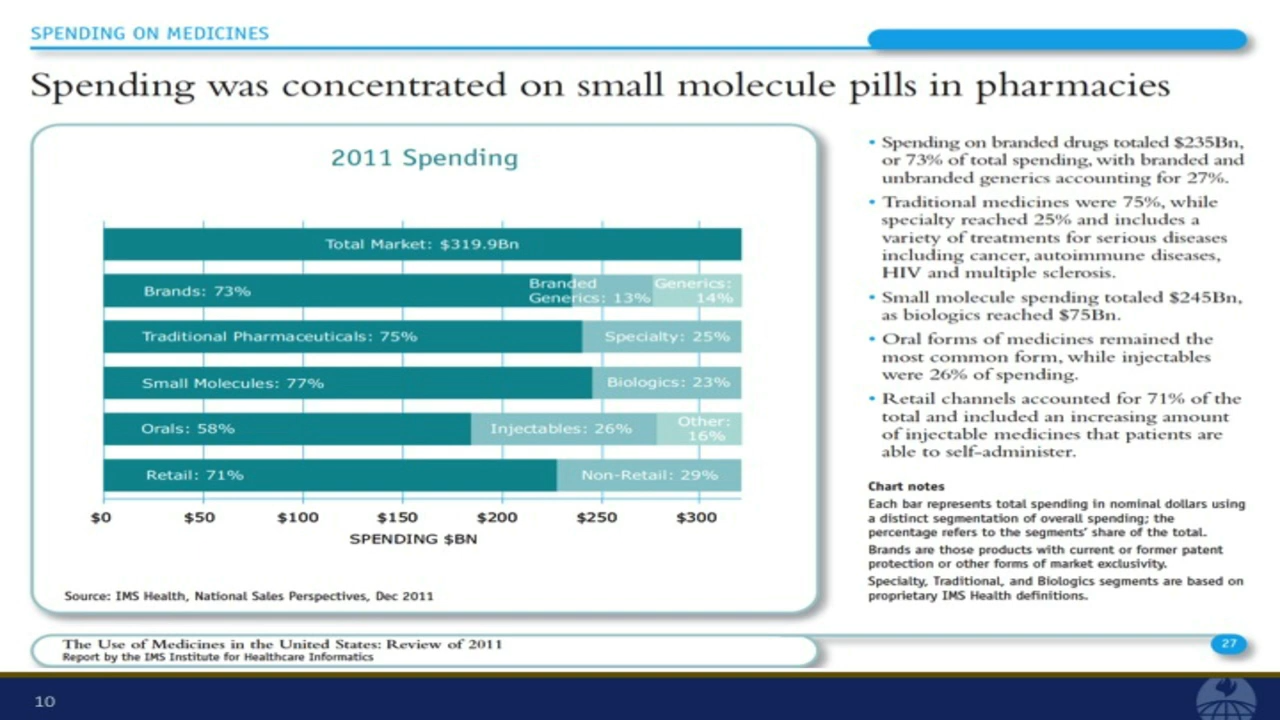 SPENDING ON MEDICINES
Spending was concentrated on small molecule pills in pharmacies
2011 Spending
Total Market: $319.9Bn
Brands: 73%
Branded
Generics: 13%
Generics:
14%
Traditional Pharmaceuticals: 75%
Specialty: 25%
Small Molecules: 77%
Biologics: 23%
Orals: 58%
Injectables: 26%
Other:
16%
Retail: 71%
Non-Retail: 29%
$0 $50 $100 $150 $200 $250 $300
SPENDING $BN
Source: IMS Health, National Sales Perspectives, Dec 2011
• Spending on branded drugs totaled $235Bn,
or 73% of total spending, with branded and
unbranded generics accounting for 27%.
• Traditional medicines were 75%, while
specialty reached 25% and includes a
variety of treatments for serious diseases
including cancer, autoimmune diseases,
HIV and multiple sclerosis.
• Small molecule spending totaled $245Bn,
as biologics reached $75Bn.
• Oral forms of medicines remained the
most common form, while injectables
were 26% of spending.
• Retail channels accounted for 71% of the
total and included an increasing amount
of injectable medicines that patients are
able to self-administer.
Chart notes
Each bar represents total spending in nominal dollars using
a distinct segmentation of overall spending; the
percentage refers to the segments' share of the total.
Brands are those products with current or former patent
protection or other forms of market exclusivity.
Specialty, Traditional, and Biologics segments are based on
proprietary IMS Health definitions.
The Use of Medicines in the United States: Review of 2011
Report by the IMS Institute for Healthcare Informatics
27
10